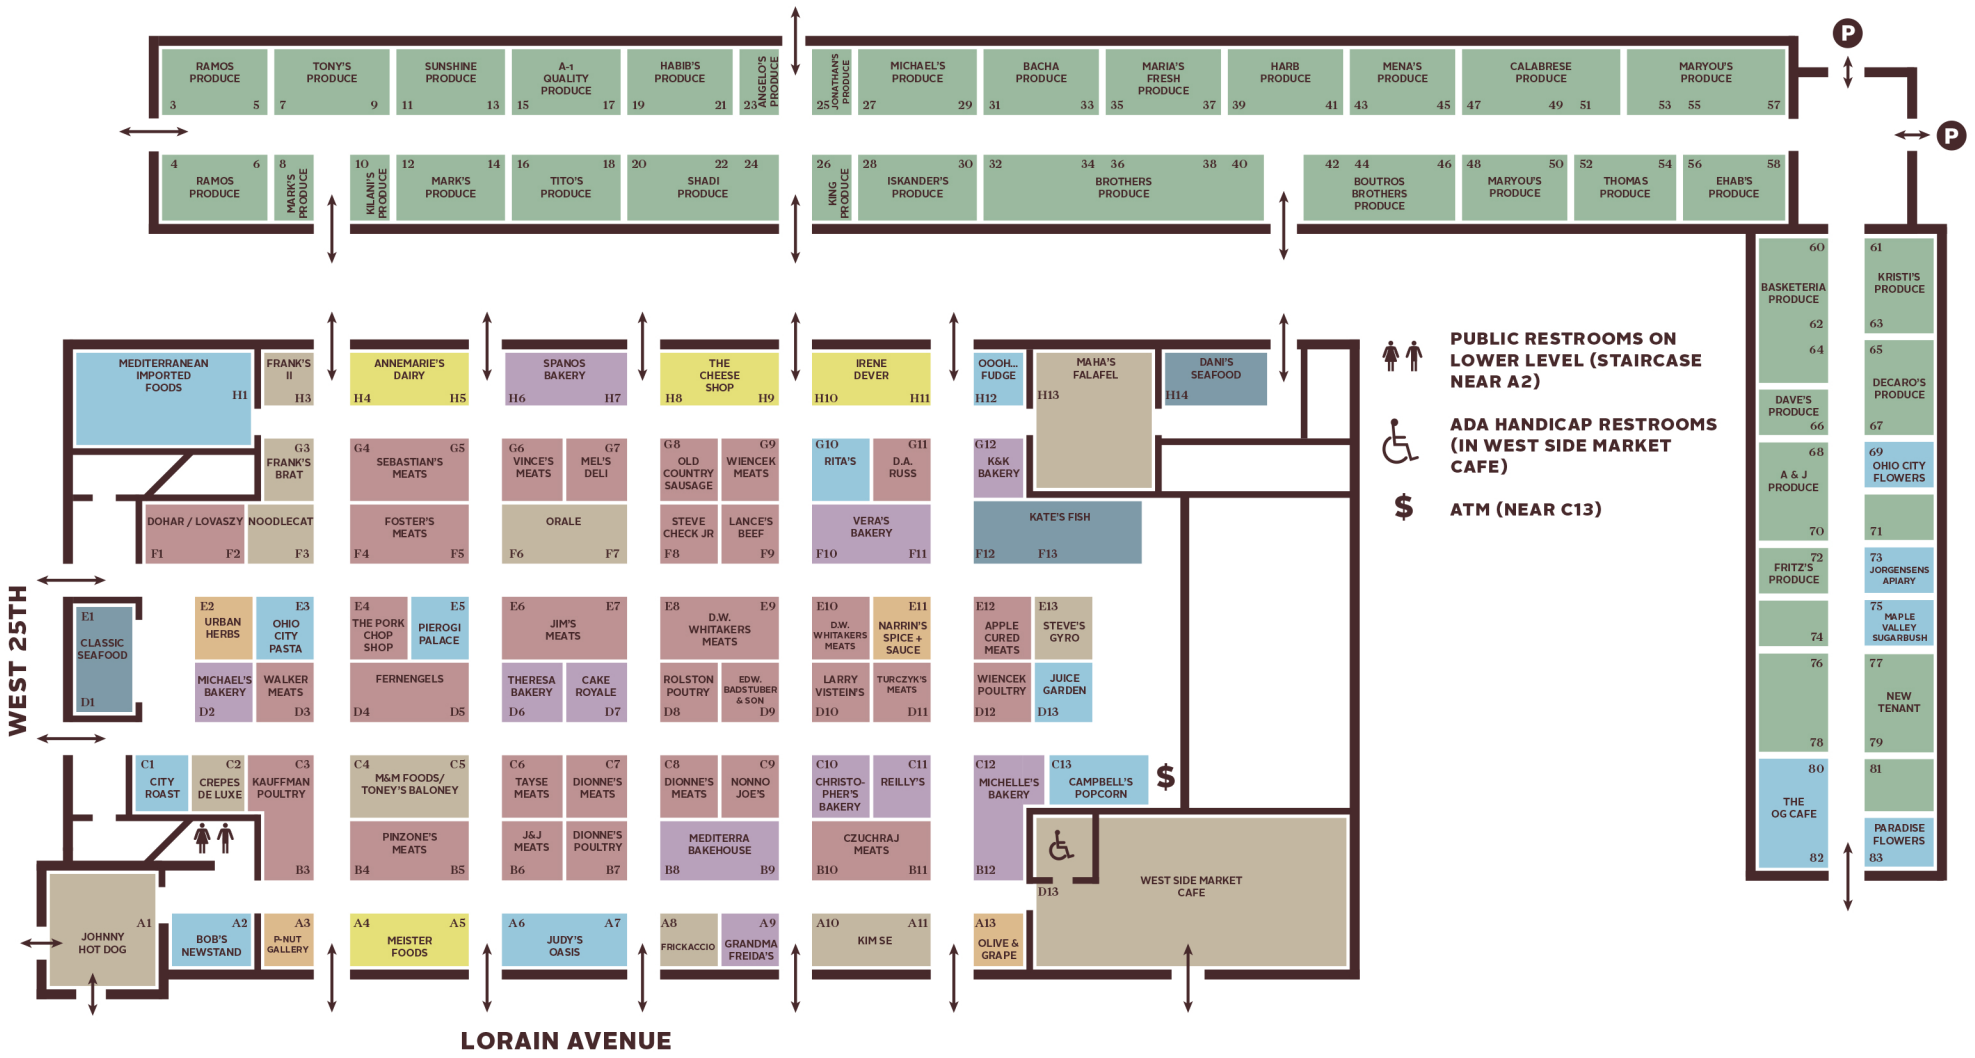 P
RAMOS
PRODUCE
3 5
TONY'S
PRODUCE
7 9
SUNSHINE
PRODUCE
11 13
A-1
QUALITY
PRODUCE
15 17
HABIB'S
PRODUCE
19 21
ANGELO'S
PRODUCE
23
JONATHAN'S
PRODUCE
25
MICHAEL'S
PRODUCE
27 29
BACHA
PRODUCE
31 33
MARIA'S
FRESH
PRODUCE
35 37
HARB
PRODUCE
39 41
MENA'S
PRODUCE
43 45
CALABRESE
PRODUCE
47 49 51
MARYOU'S
PRODUCE
53 55 57
P
4 6
RAMOS
PRODUCE
8
MARK'S
PRODUCE
10
KILANI'S
PRODUCE
12 14
MARK'S
PRODUCE
16 18
TITO'S
PRODUCE
20 22 24
SHADI
PRODUCE
26
KING
PRODUCE
28 30
ISKANDER'S
PRODUCE
32 34 36 38 40
BROTHERS
PRODUCE
42 44 46
BOUTROS
BROTHERS
PRODUCE
48 50
MARYOU'S
PRODUCE
52 54
THOMAS
PRODUCE
56 58
EHAB'S
PRODUCE
60
BASKETERIA
PRODUCE
62
64
DAVE'S
PRODUCE
66
68
A & J
PRODUCE
70
72
FRITZ'S
PRODUCE
74
76
78
80
THE
OG CAFE
82
61
KRISTI'S
PRODUCE
63
65
DECARO'S
PRODUCE
67
69
OHIO CITY
FLOWERS
71
73
JORGENSENS
APIARY
75
MAPLE
VALLEY
SUGARBUSH
77
NEW
TENANT
79
81
PARADISE
FLOWERS
83
PUBLIC RESTROOMS ON
LOWER LEVEL (STAIRCASE
NEAR A2)
ADA HANDICAP RESTROOMS
(IN WEST SIDE MARKET
CAFE)
$
ATM (NEAR C13)
MEDITERRANEAN
IMPORTED
FOODS
H1
FRANK'S
II
H3
ANNEMARIE'S
DAIRY
H4 H5
SPANOS
BAKERY
H6 H7
THE
CHEESE
SHOP
H8 H9
IRENE
DEVER
H10 H11
OOOH...
FUDGE
H12
MAHA'S
FALAFEL
H13
DANI'S
SEAFOOD
H14
G3
FRANK'S
BRAT
G4 G5
SEBASTIAN'S
MEATS
G6
VINCE'S
MEATS
G7
MEL'S
DELI
G8
OLD
COUNTRY
SAUSAGE
G9
WIENCEK
MEATS
G10
RITA'S
G11
D.A.
RUSS
G12
K&K
BAKERY
DOHAR / LOVASZY
F1 F2
NOODLECAT
F3
FOSTER'S
MEATS
F4 F5
ORALE
F6 F7
STEVE
CHECK JR
F8
LANCE'S
BEEF
F9
VERA'S
BAKERY
F10 F11
KATE'S FISH
F12 F13
WEST 25TH
E1
CLASSIC
SEAFOOD
D1
E2
URBAN
HERBS
E3
OHIO
CITY
PASTA
E4
THE PORK
CHOP
SHOP
E5
PIEROGI
PALACE
E6 E7
JIM'S
MEATS
E8 E9
D.W.
WHITAKERS
MEATS
E10
D.W.
WHITAKERS
MEATS
E11
NARRIN'S
SPICE +
SAUCE
E12
APPLE
CURED
MEATS
E13
STEVE'S
GYRO
MICHAEL'S
BAKERY
D2
WALKER
MEATS
D3
FERNENGELS
D4 D5
THERESA
BAKERY
D6
CAKE
ROYALE
D7
ROLSTON
POUTRY
D8
EDW.
BADSTUBER
& SON
D9
LARRY
VISTEIN'S
D10
TURCZYK'S
MEATS
D11
WIENCEK
POULTRY
D12
JUICE
GARDEN
D13
C1
CITY
ROAST
C2
CREPES
DE LUXE
C3
KAUFFMAN
POULTRY
B3
C4 C5
M&M FOODS/
TONEY'S BALONEY
C6
TAYSE
MEATS
C7
DIONNE'S
MEATS
C8
DIONNE'S
MEATS
C9
NONNO
JOE'S
C10
CHRISTO-
PHER'S
BAKERY
C11
REILLY'S
C12
MICHELLE'S
BAKERY
B12
C13
CAMPBELL'S
POPCORN
$
PINZONE'S
MEATS
B4 B5
J&J
MEATS
B6
DIONNE'S
POULTRY
B7
MEDITERRA
BAKEHOUSE
B8 B9
CZUCHRAJ
MEATS
B10 B11
D13
WEST SIDE MARKET
CAFE
A1
JOHNNY
HOT DOG
A2
BOB'S
NEWSTAND
A3
P-NUT
GALLERY
A4 A5
MEISTER
FOODS
A6 A7
JUDY'S
OASIS
A8
FRICKACCIO
A9
GRANDMA
FREIDA'S
A10 A11
KIM SE
A13
OLIVE &
GRAPE
LORAIN AVENUE